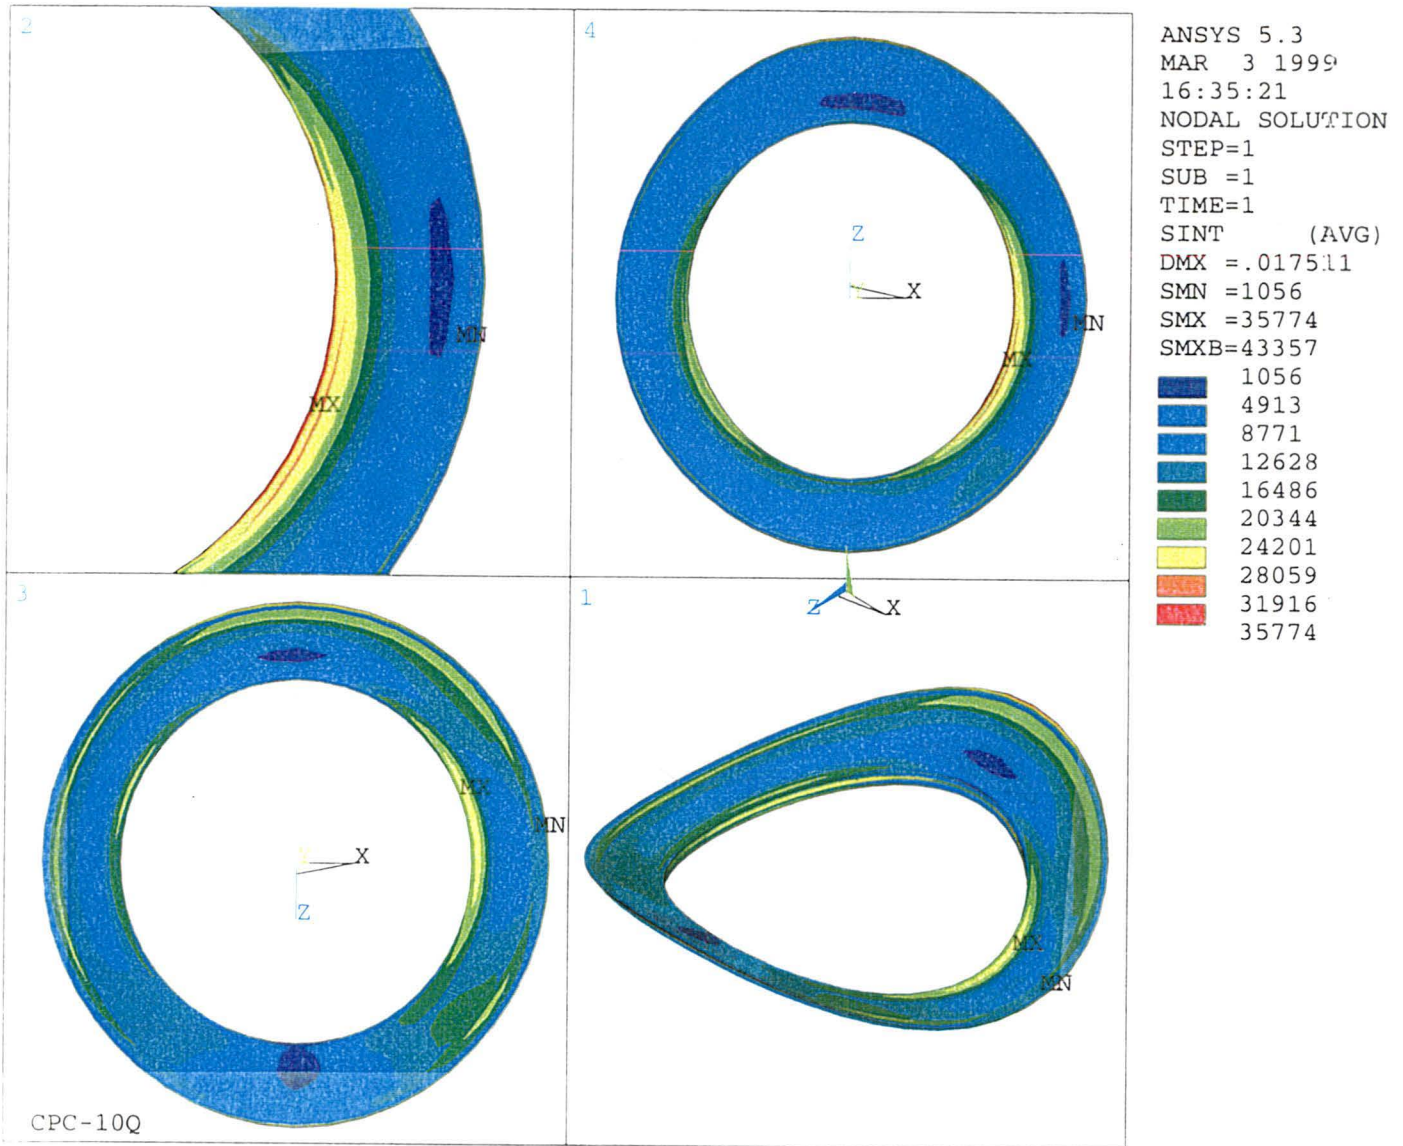 2
4
ANSYS 5.3
MAR 3 1999
16:35:21
NODAL SOLUTION
STEP=1
SUB =1
TIME=1
SINT (AVG)
DMX =.017511
SMN =1056
SMX =35774
SMXB=43357
1056
4913
8771
12628
16486
20344
24201
28059
31916
35774
MN
MX
Z
Y
X
MN
MX
3
1
Z
X
MX
MN
Y
X
Z
MX
MN
CPC-10Q